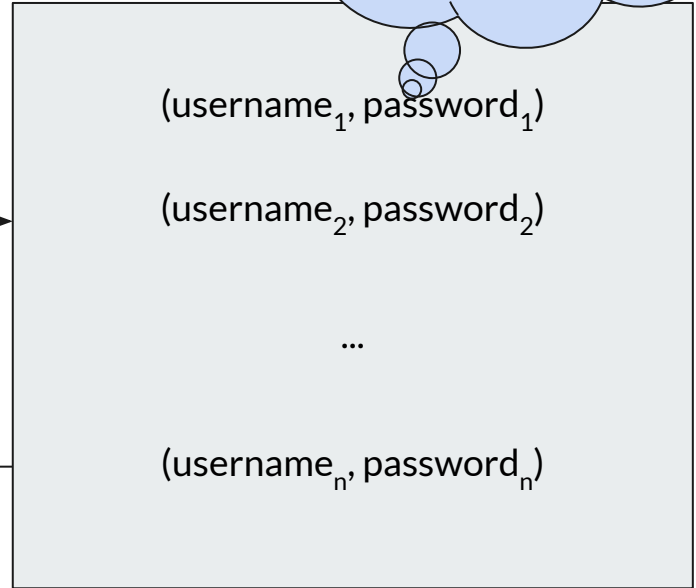 (username₁, password₁)
(username₂, password₂)
...
(usernameₙ, passwordₙ)